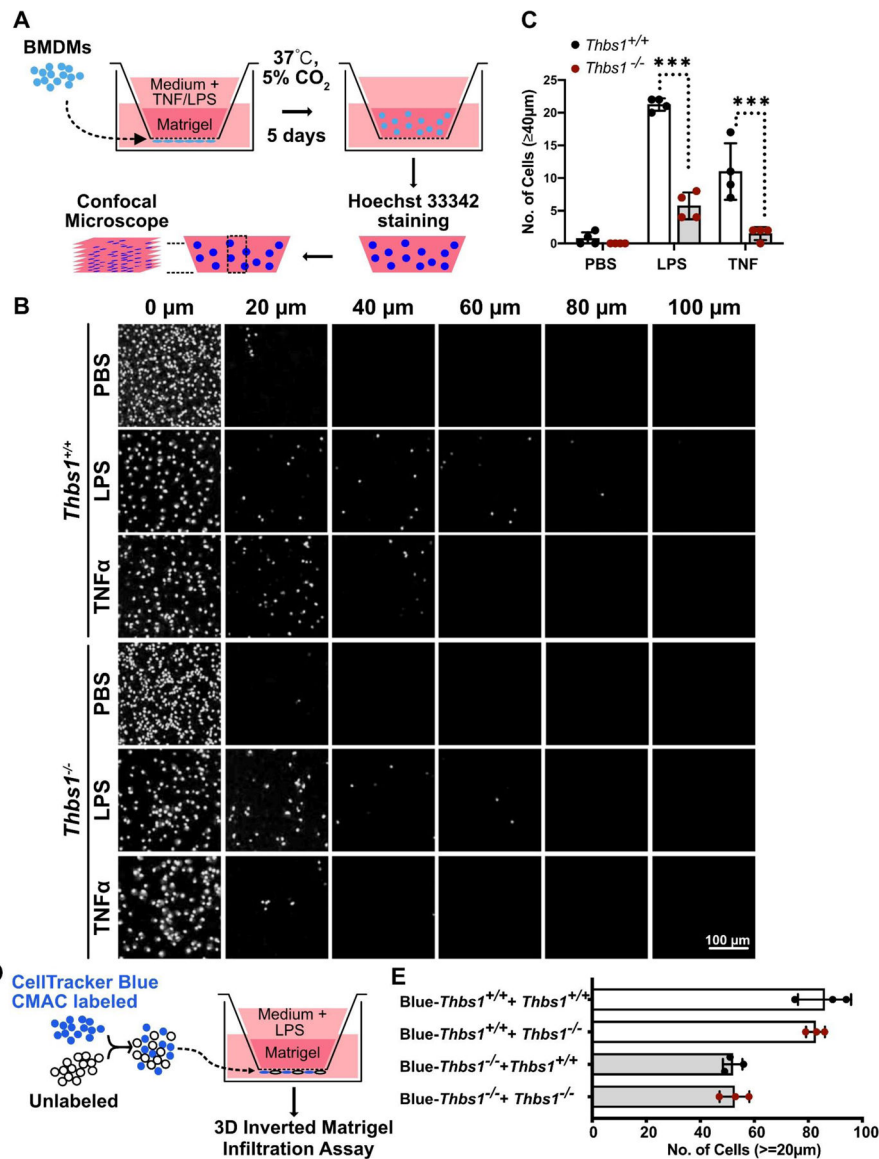 A
BMDMs
Medium +
TNF/LPS
Matrigel
37°C,
5% CO2
5 days
Hoechst 33342
staining
Confocal
Microscope
C
Thbs1+/+
Thbs1-/-
No. of Cells (≥40μm)
25
20
15
10
5
0
***
***
PBS
LPS
TNF
B
0 μm
20 μm
40 μm
60 μm
80 μm
100 μm
Thbs1+/+
PBS
LPS
TNFα
Thbs1-/-
PBS
LPS
TNFα
100 μm
CellTracker Blue
CMAC labeled
Unlabeled
Medium +
LPS
Matrigel
3D Inverted Matrigel
Infiltration Assay
E
Blue-Thbs1+/++ Thbs1+/+
Blue-Thbs1+/++ Thbs1-/-
Blue-Thbs1-/-+Thbs1+/+
Blue-Thbs1-/-+ Thbs1-/-
0
20
40
60
80
100
No. of Cells (>=20μm)